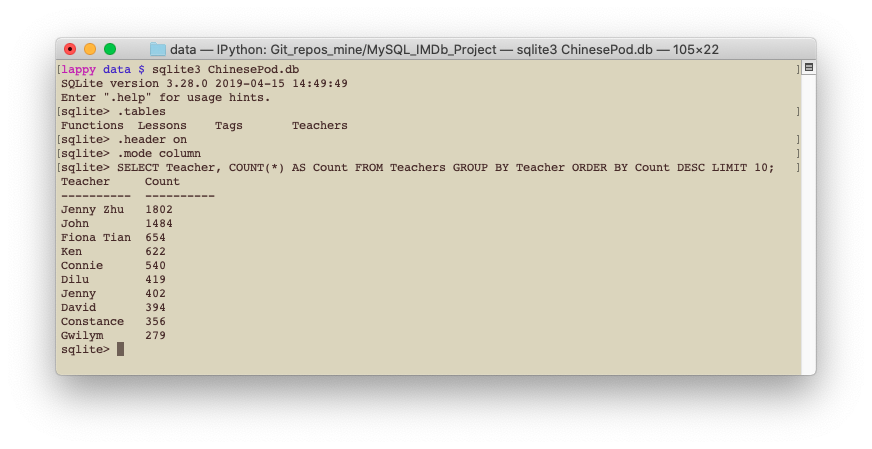 data — IPython: Git_repos_mine/MySQL_IMDb_Project — sqlite3 ChinesePod.db — 105×22
[lappy data $ sqlite3 ChinesePod.db ]
SQLite version 3.28.0 2019-04-15 14:49:49
Enter ".help" for usage hints.
[sqlite> .tables ]
Functions Lessons Tags Teachers
[sqlite> .header on ]
[sqlite> .mode column ]
[sqlite> SELECT Teacher, COUNT(*) AS Count FROM Teachers GROUP BY Teacher ORDER BY Count DESC LIMIT 10; ]
Teacher Count
---------- ----------
Jenny Zhu 1802
John 1484
Fiona Tian 654
Ken 622
Connie 540
Dilu 419
Jenny 402
David 394
Constance 356
Gwilym 279
sqlite>